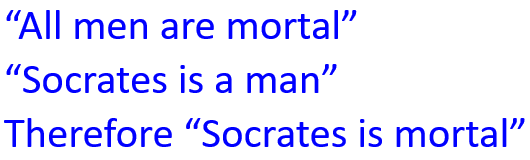 “All men are mortal”
“Socrates is a man”
Therefore “Socrates is mortal”